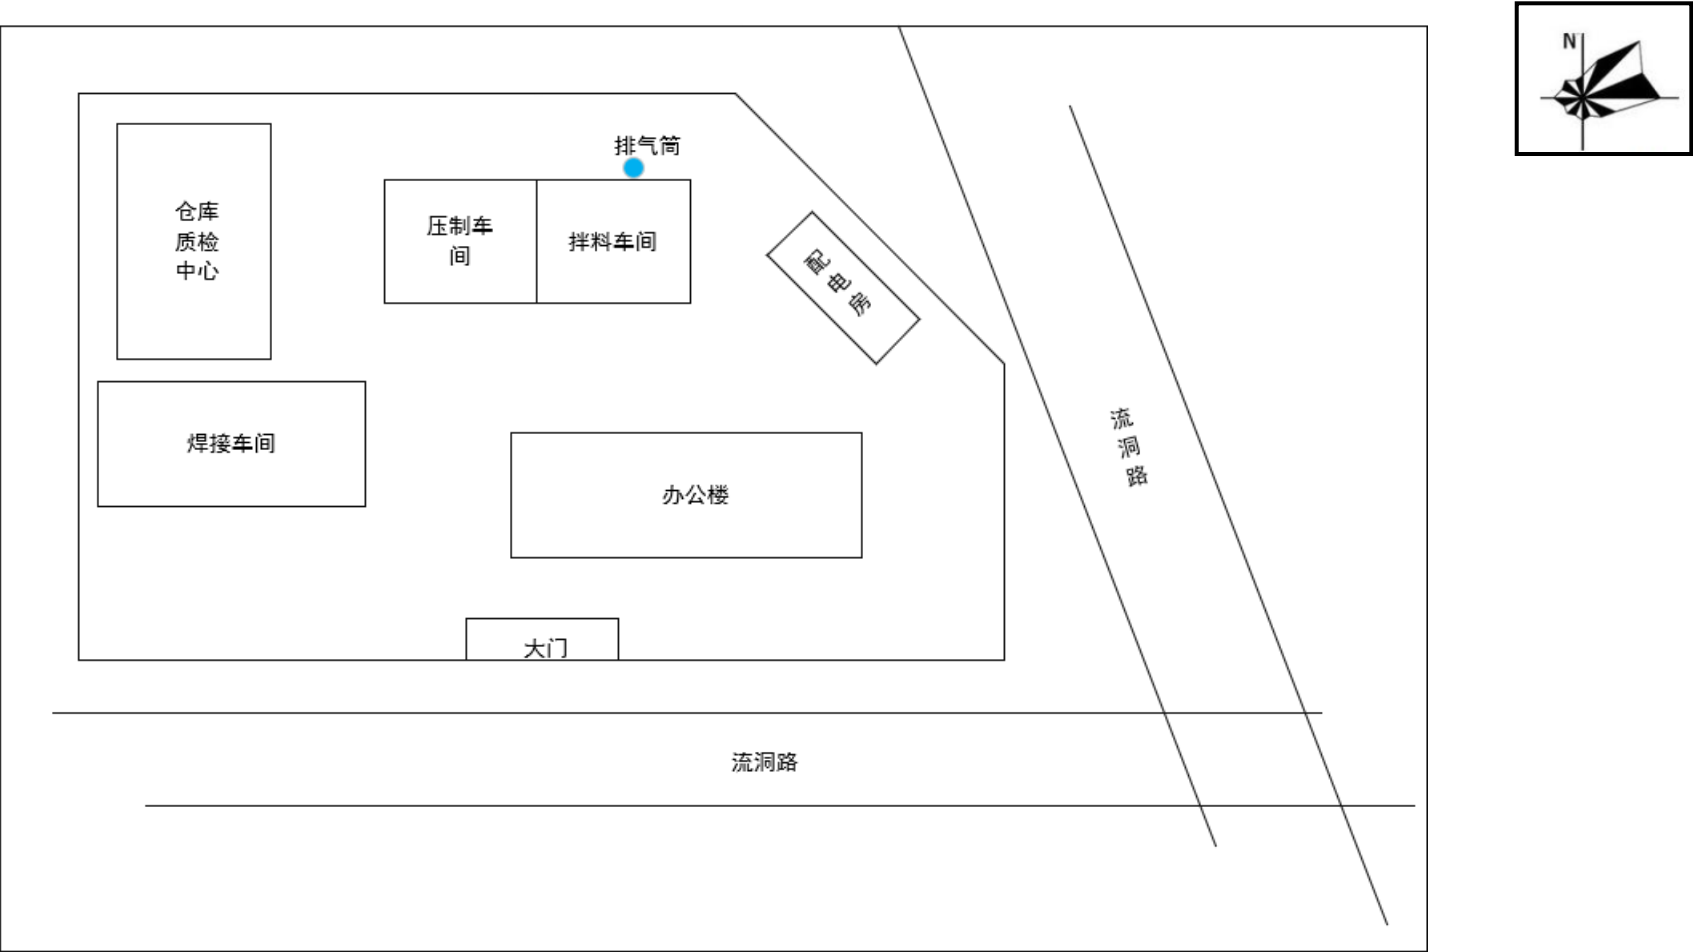 N
排气筒
仓库
质检
中心
压制车
间
拌料车间
配
电
房
焊接车间
办公楼
流
洞
路
大门
流洞路